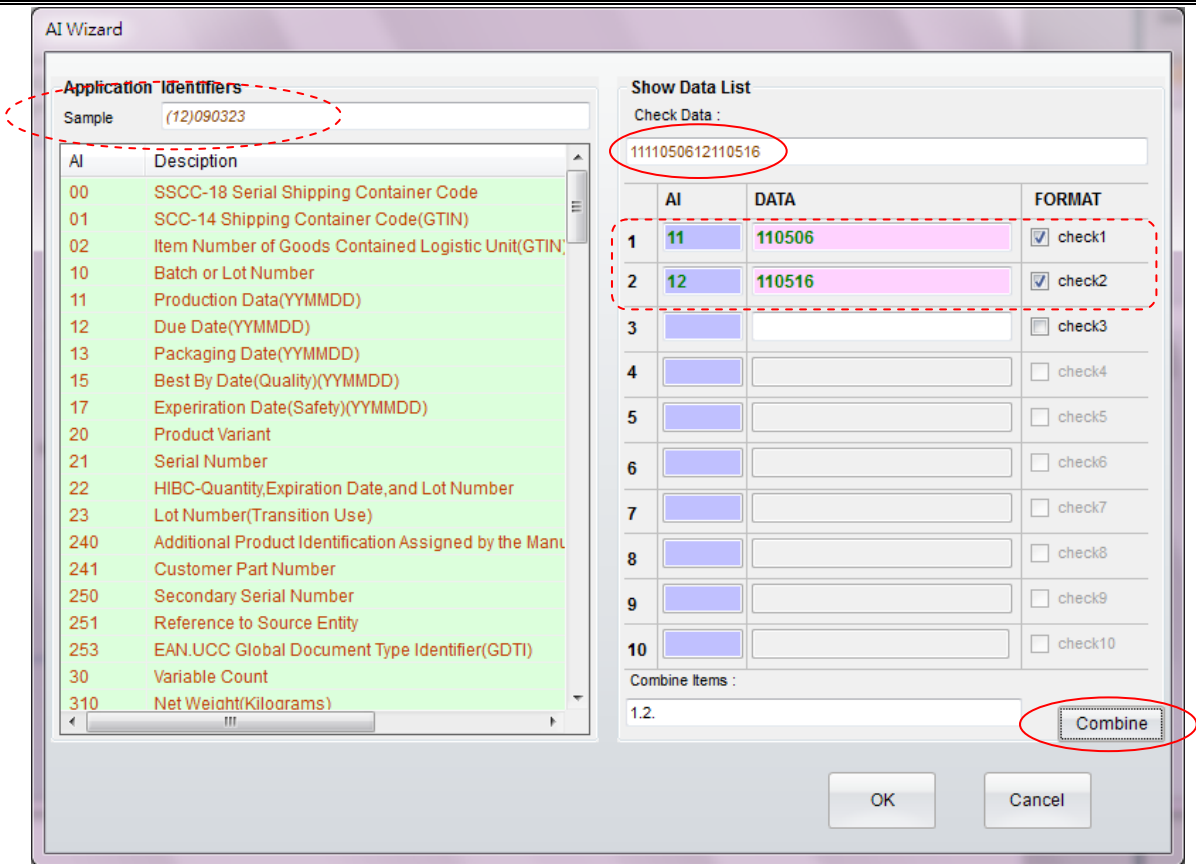 AI Wizard
Application Identifiers
Sample (12)090323
AI Desciption
00 SSCC-18 Serial Shipping Container Code
01 SCC-14 Shipping Container Code(GTIN)
02 Item Number of Goods Contained Logistic Unit(GTIN)
10 Batch or Lot Number
11 Production Data(YYMMDD)
12 Due Date(YYMMDD)
13 Packaging Date(YYMMDD)
15 Best By Date(Quality)(YYMMDD)
17 Experiration Date(Safety)(YYMMDD)
20 Product Variant
21 Serial Number
22 HIBC-Quantity,Expiration Date,and Lot Number
23 Lot Number(Transition Use)
240 Additional Product Identification Assigned by the Manu
241 Customer Part Number
250 Secondary Serial Number
251 Reference to Source Entity
253 EAN.UCC Global Document Type Identifier(GDTI)
30 Variable Count
310 Net Weight(Kilograms)
Show Data List
Check Data :
1111050612110516
AI DATA FORMAT
1 11 110506 check1
2 12 110516 check2
3 check3
4 check4
5 check5
6 check6
7 check7
8 check8
9 check9
10 check10
Combine Items :
1.2. Combine
OK Cancel